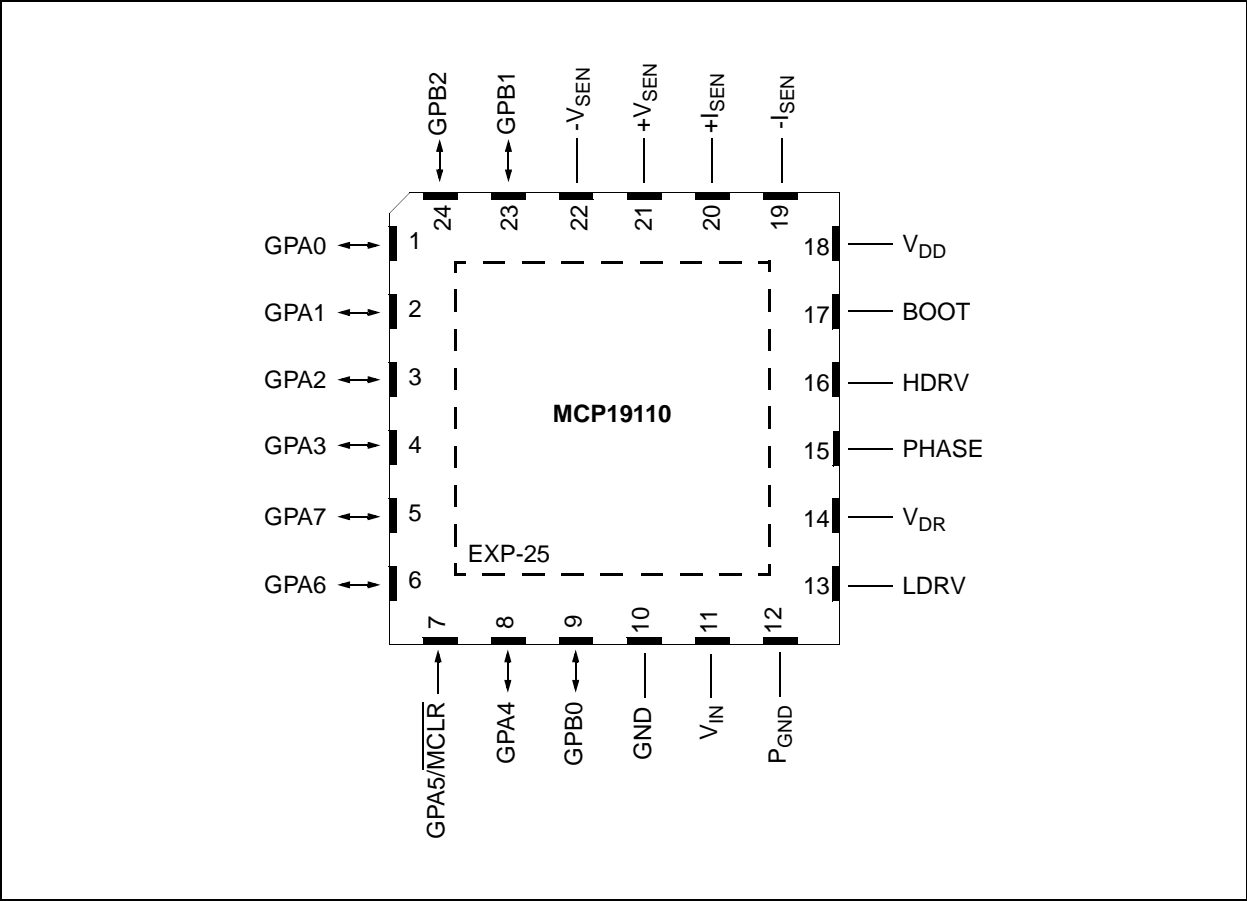 GPB2
GPB1
-VSEN
+VSEN
+ISEN
-ISEN
24
23
22
21
20
19
GPA0 1
18 VDD
GPA1 2
17 BOOT
GPA2 3
16 HDRV
MCP19110
GPA3 4
15 PHASE
GPA7 5
14 VDR
EXP-25
GPA6 6
13 LDRV
7
8
9
10
11
12
GPA5/MCLR
GPA4
GPB0
GND
VIN
PGND